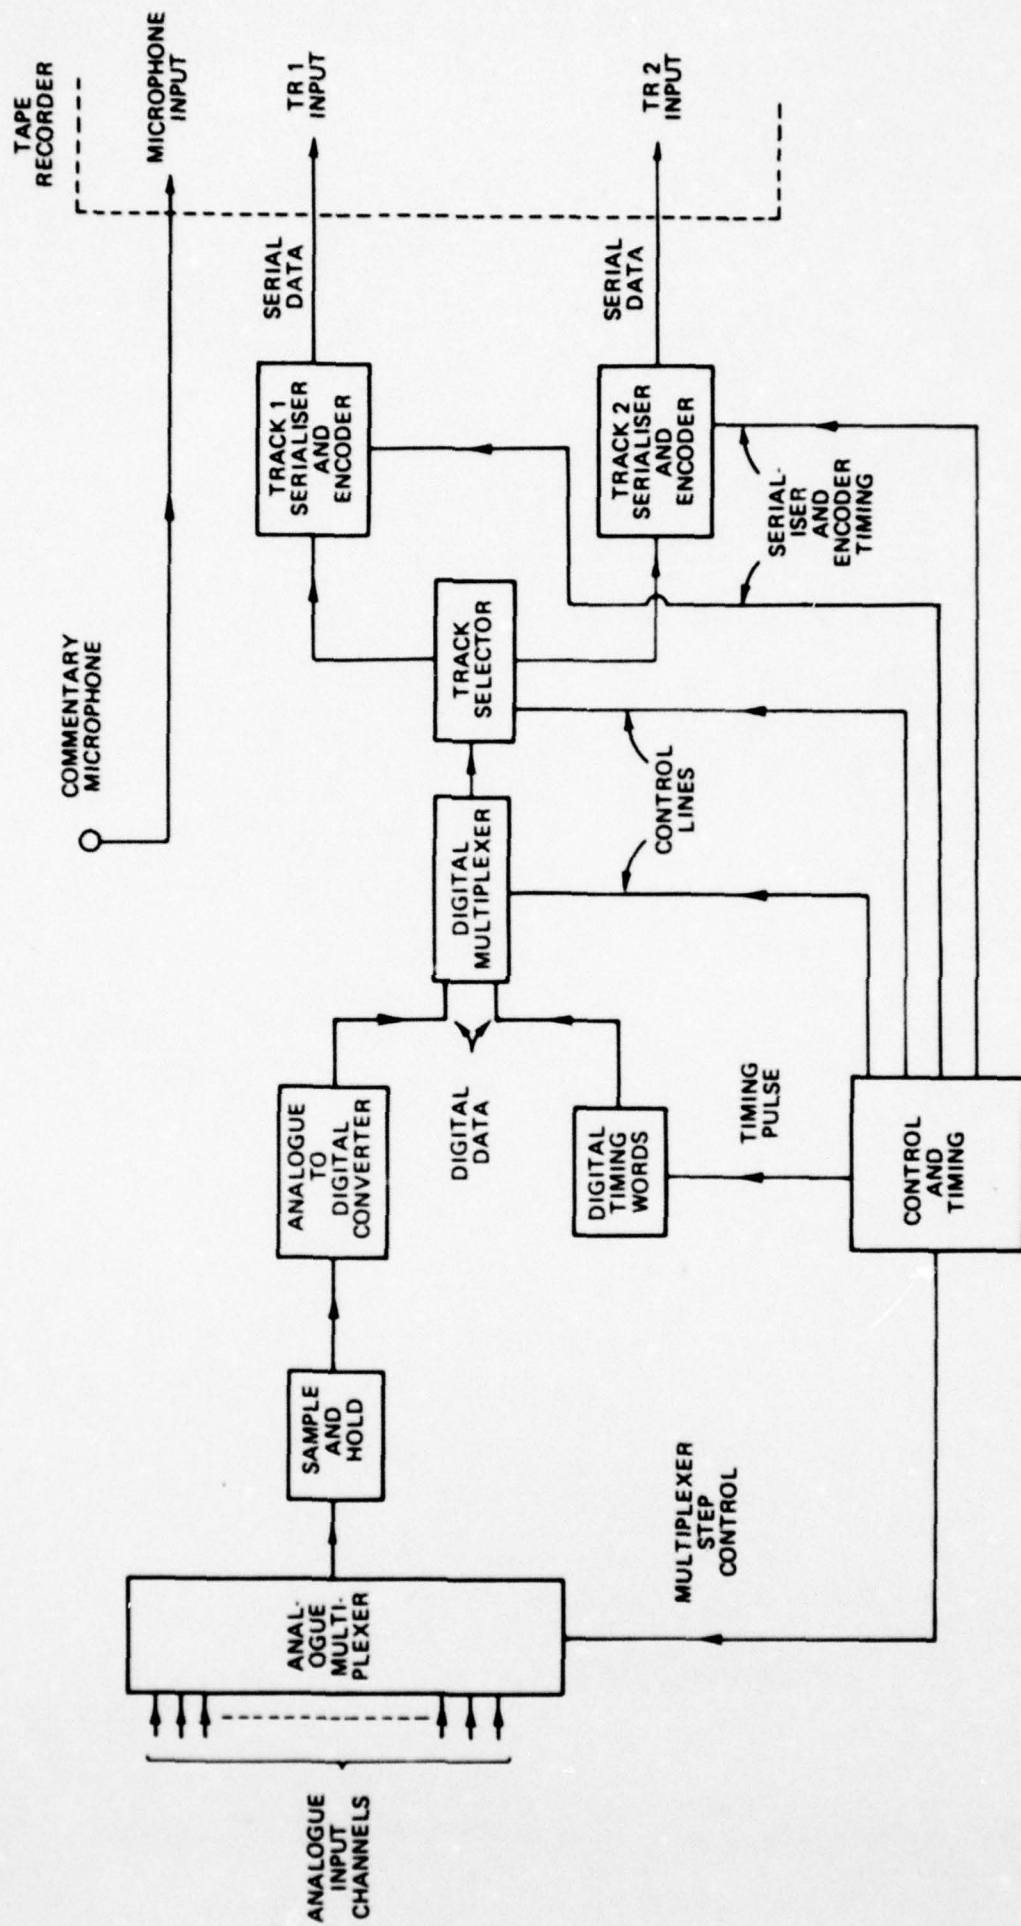 TAPE
RECORDER
COMMENTARY
MICROPHONE
MICROPHONE
INPUT
ANALOGUE
INPUT
CHANNELS
ANAL-
OGUE
MULTI-
PLEXER
SAMPLE
AND
HOLD
ANALOGUE
TO
DIGITAL
CONVERTER
DIGITAL
DATA
DIGITAL
MULTIPLEXER
TRACK
SELECTOR
TRACK 1
SERIALISER
AND
ENCODER
SERIAL
DATA
TR 1
INPUT
DIGITAL
TIMING
WORDS
CONTROL
LINES
TRACK 2
SERIALISER
AND
ENCODER
SERIAL
DATA
TR 2
INPUT
MULTIPLEXER
STEP
CONTROL
TIMING
PULSE
SERIAL-
ISER
AND
ENCODER
TIMING
CONTROL
AND
TIMING